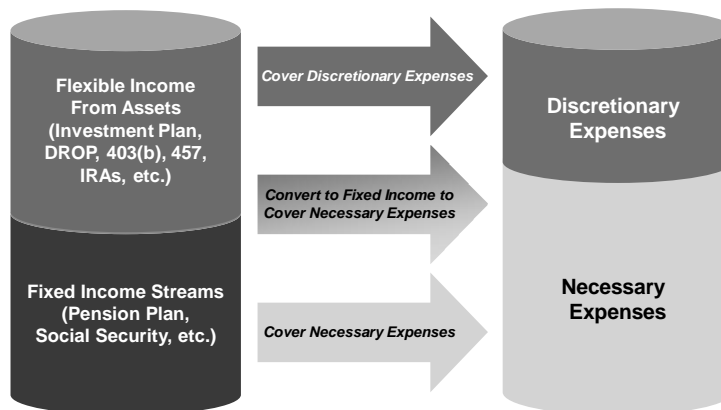 Flexible Income
From Assets
(Investment Plan,
DROP, 403(b), 457,
IRAs, etc.)
Fixed Income Streams
(Pension Plan,
Social Security, etc.)
Cover Discretionary Expenses
Convert to Fixed Income to
Cover Necessary Expenses
Cover Necessary Expenses
Discretionary
Expenses
Necessary
Expenses